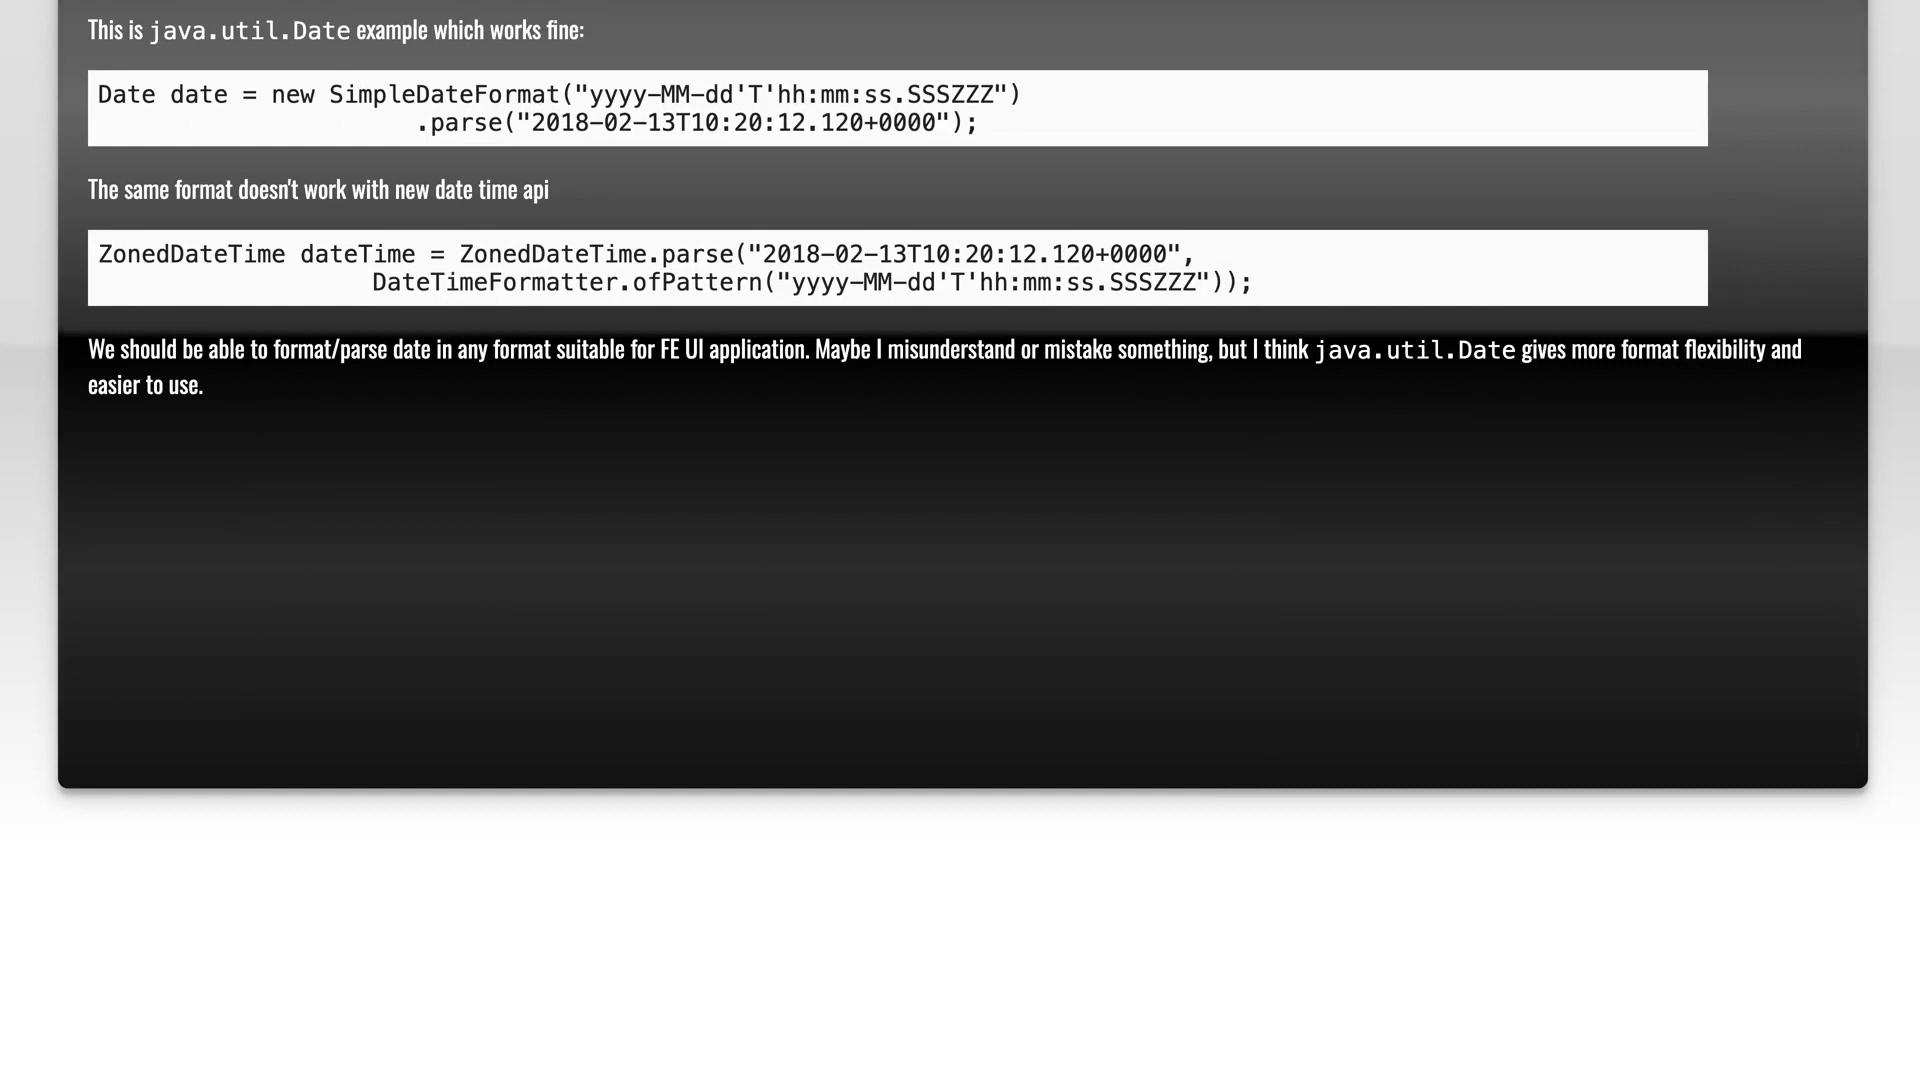 This is java.util.Date example which works fine:
Date date = new SimpleDateFormat("yyyy-MM-dd'T'hh:mm:ss.SSSZZZ")
.parse("2018-02-13T10:20:12.120+0000");
The same format doesn't work with new date time api
ZonedDateTime dateTime = ZonedDateTime.parse("2018-02-13T10:20:12.120+0000",
DateTimeFormatter.ofPattern("yyyy-MM-dd'T'hh:mm:ss.SSSZZZ"));
We should be able to format/parse date in any format suitable for FE UI application. Maybe I misunderstand or mistake something, but I think java.util.Date gives more format flexibility and
easier to use.